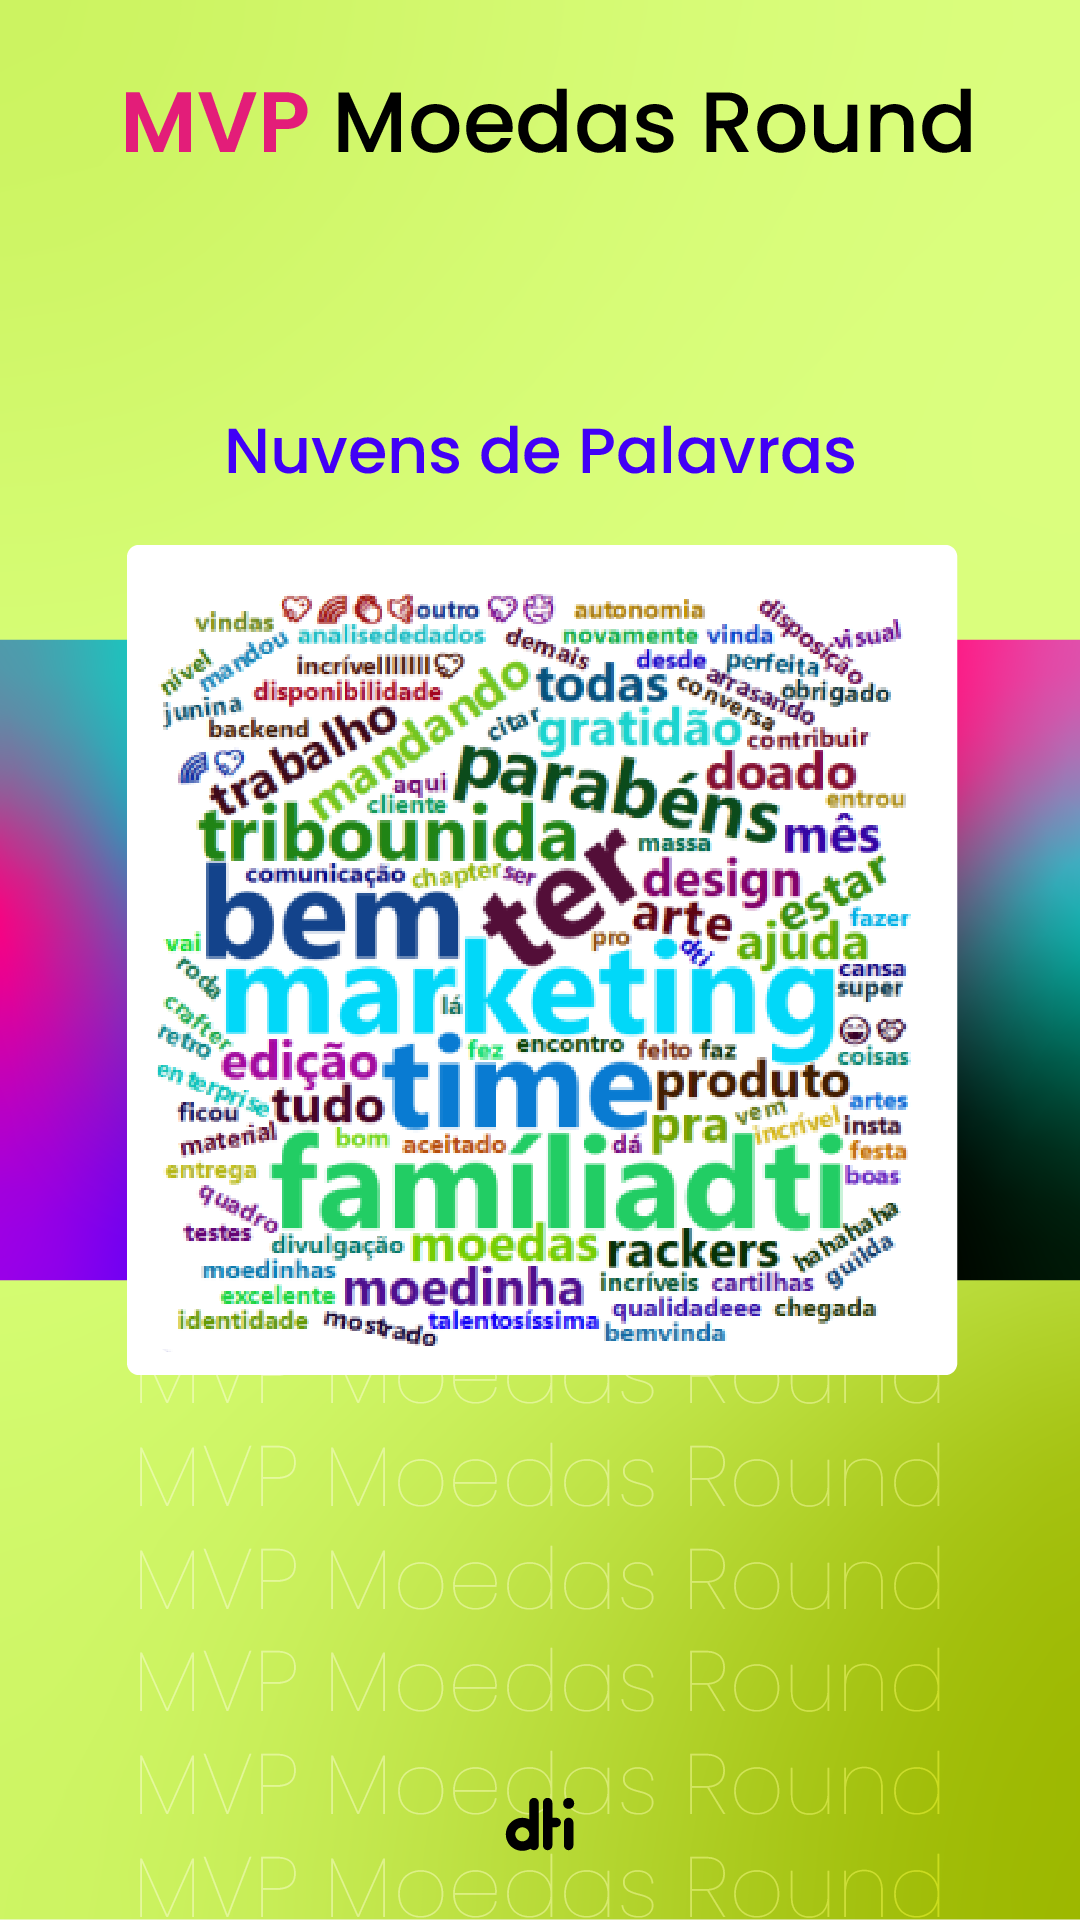 MVP Moedas Round
Nuvens de Palavras
vindas
outro
autonomia
disposição
visual
mandou
analisededados
demais
novamente
vinda
nível
incrívelllllll
desde
perfeita
arrasando
obrigado
disponibilidade
mandando
todas
conversa
junina
backend
trabalho
citar
gratidão
contribuir
aqui
parabéns
doado
cliente
entrou
tribounida
massa
mês
comunicação
chapter
ser
ter
design
estar
bem
arte
fazer
vai
pro
dti
ajuda
roda
marketing
cansa
super
lá
crafter
retro
edição
time
fez
encontro
feito
faz
coisas
enterprise
tudo
produto
ficou
pra
vem
artes
material
bom
aceitado
dá
incrível
insta
entrega
famíliadti
festa
boas
quadro
testes
divulgação
moedas
rackers
hahahaha
guilda
moedinhas
moedinha
incríveis
cartilhas
excelente
qualidadeee
chegada
identidade
mostrado
talentosíssima
bemvinda
MVP Moedas Round
MVP Moedas Round
MVP Moedas Round
MVP Moedas Round
MVP Moedas Round
dti
MVP Moedas Round